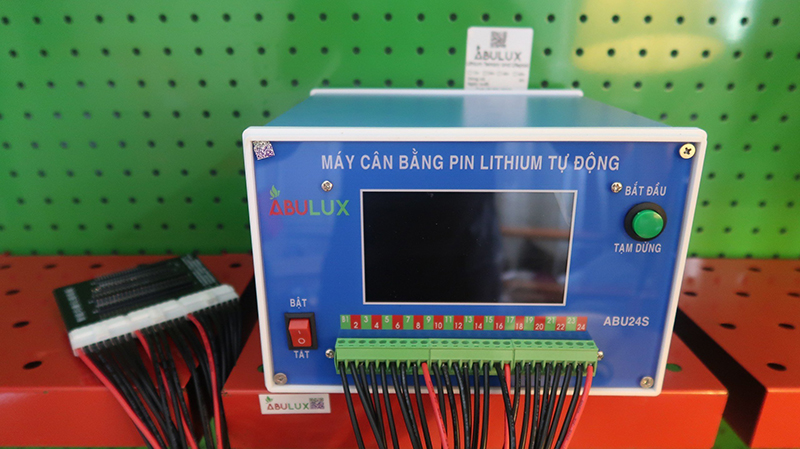 ABULUX
MÁY CÂN BẰNG PIN LITHIUM TỰ ĐỘNG
ABULUX
BẮT ĐẦU
TẠM DỪNG
BẬT
TẮT
S1 3 5 7 9 11 13 15 17 19 21 23
2 4 6 8 10 12 14 16 18 20 22 24
ABU24S
ABULUX